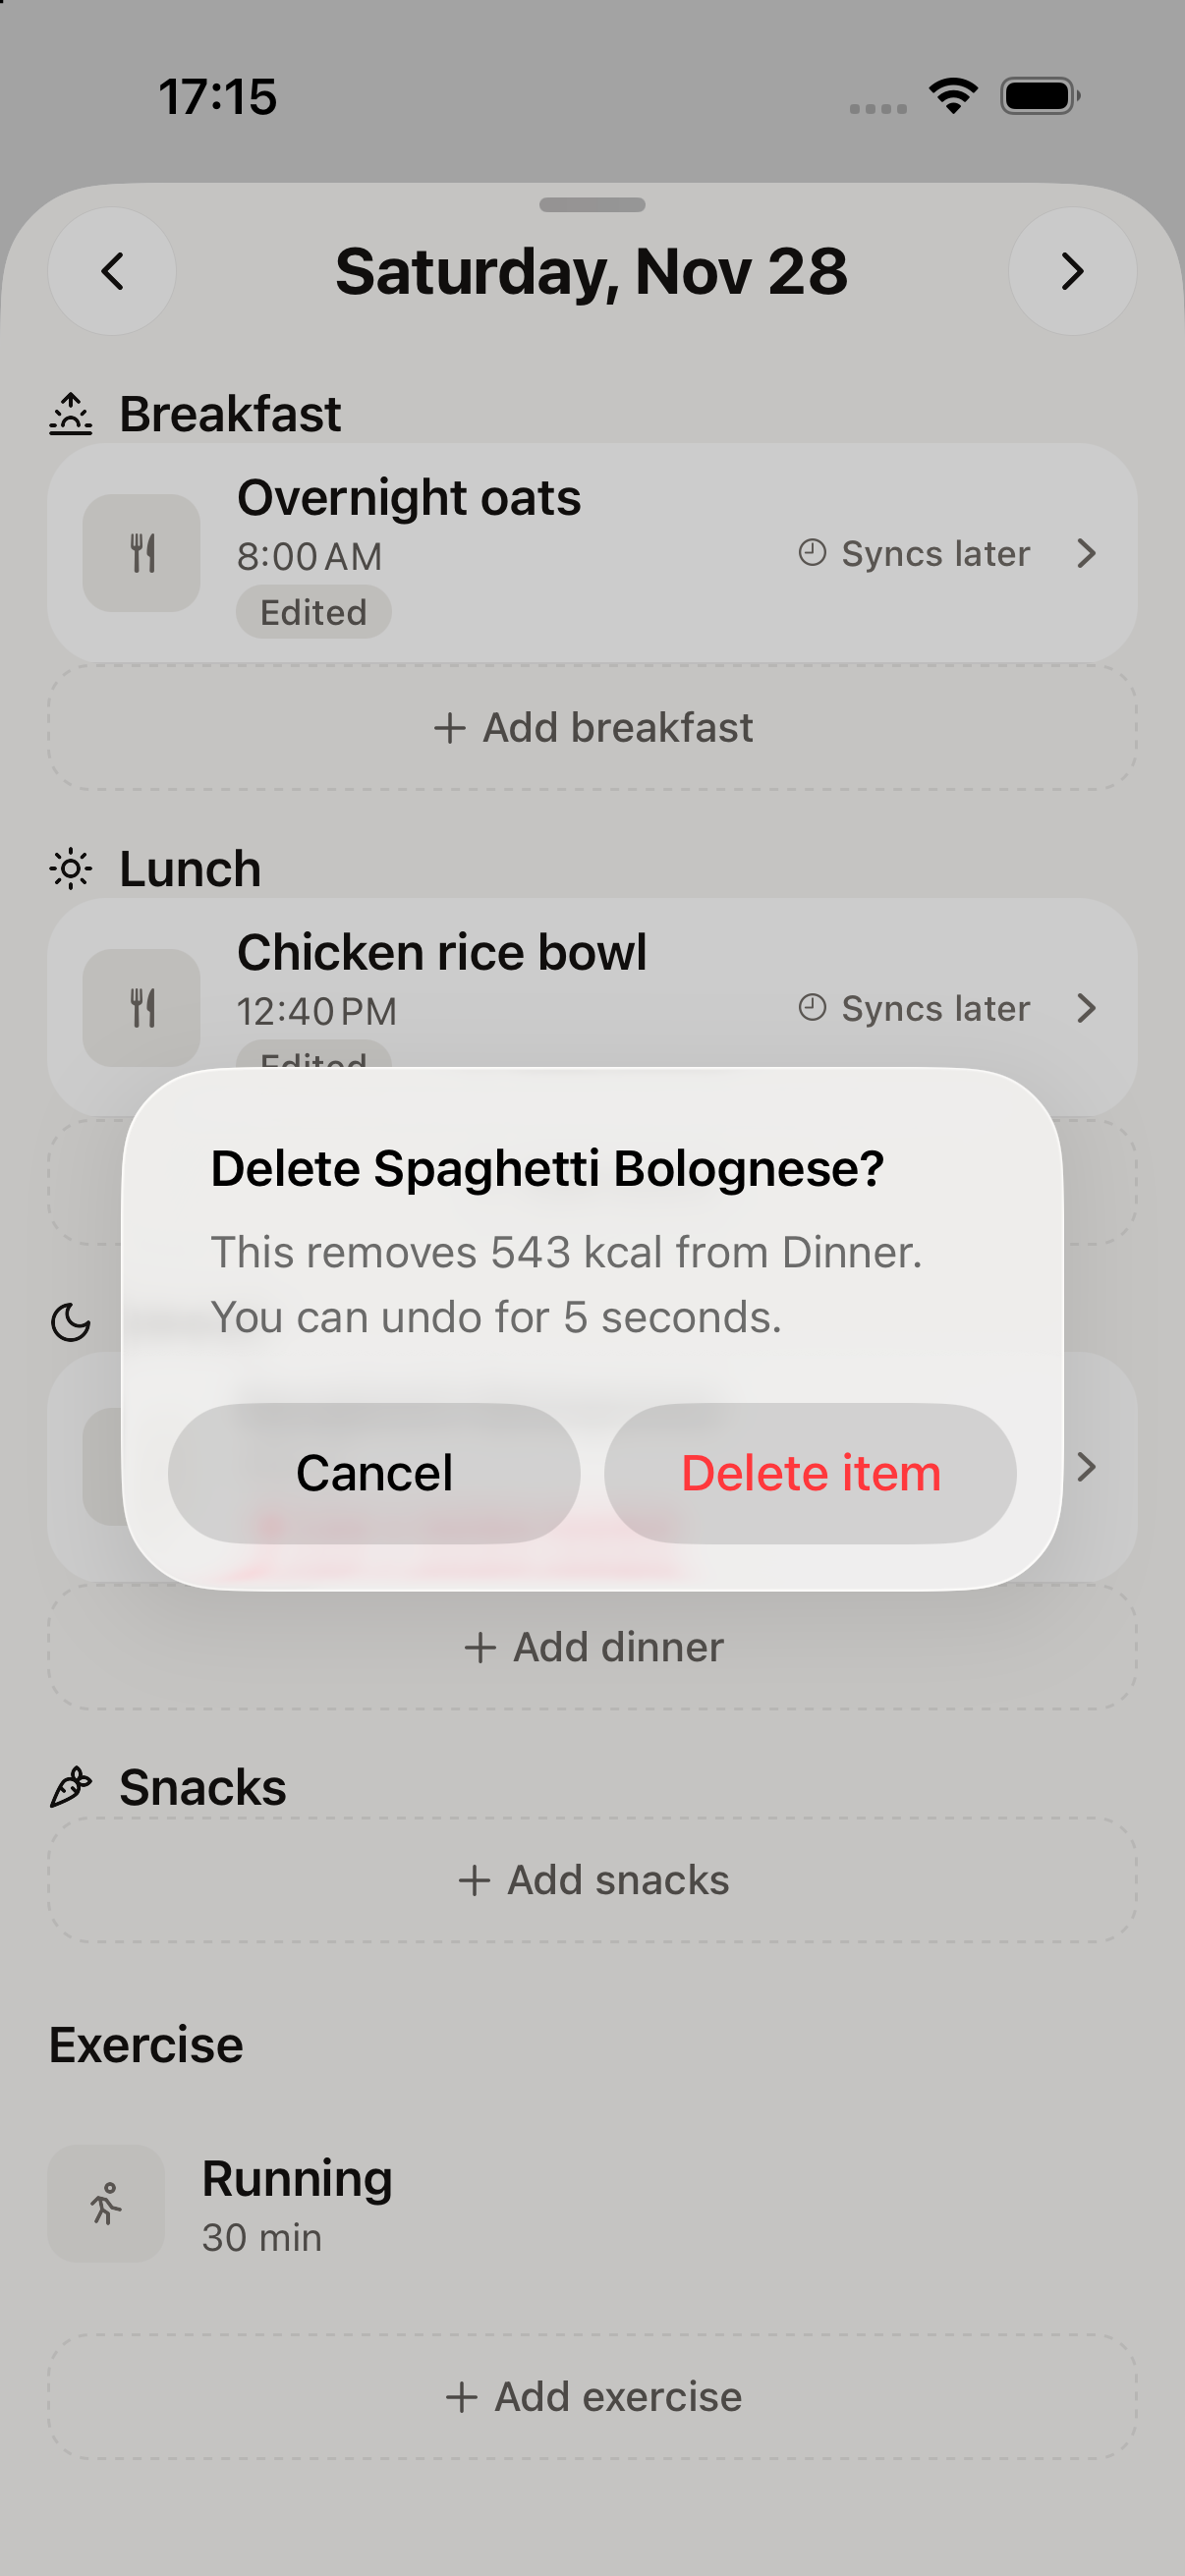 17:15
Saturday, Nov 28
Breakfast
Overnight oats
8:00 AM
Syncs later
Edited
+ Add breakfast
Lunch
Chicken rice bowl
12:40 PM
Syncs later
Edited
Delete Spaghetti Bolognese?
This removes 543 kcal from Dinner.
You can undo for 5 seconds.
Cancel
Delete item
+ Add dinner
Snacks
+ Add snacks
Exercise
Running
30 min
+ Add exercise